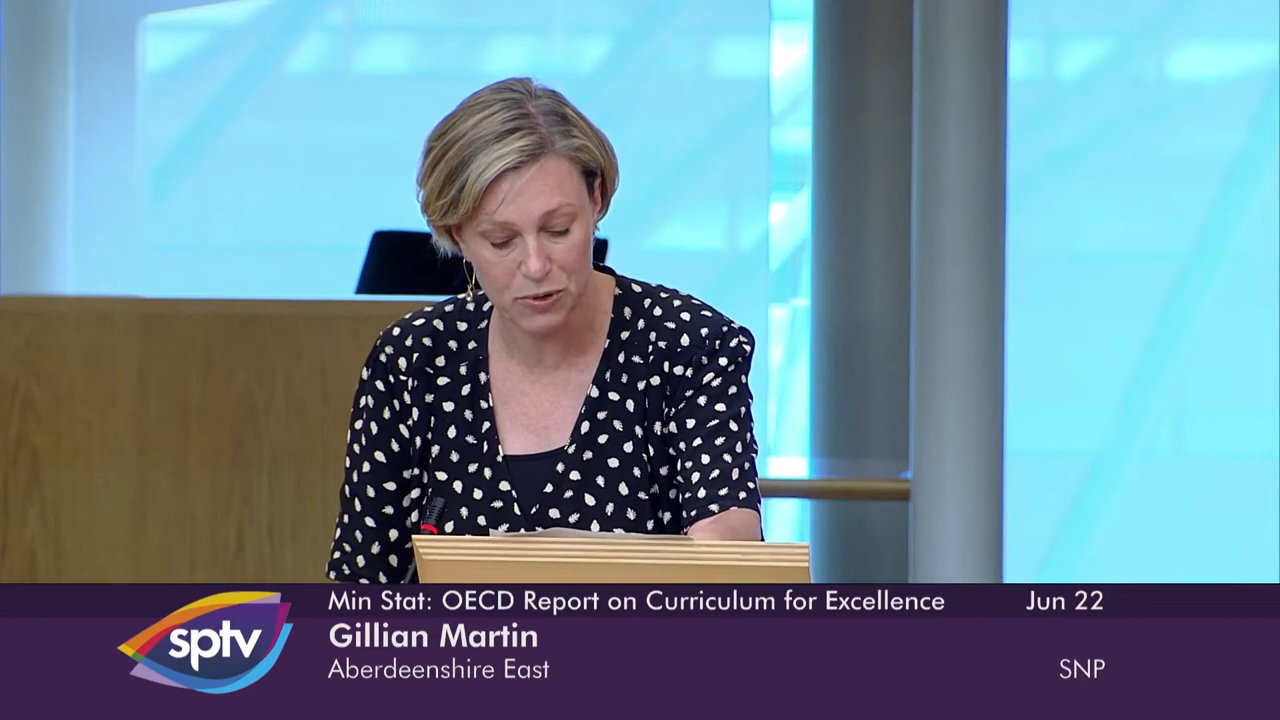 Min Stat: OECD Report on Curriculum for Excellence Jun 22
sptv
Gillian Martin
Aberdeenshire East SNP